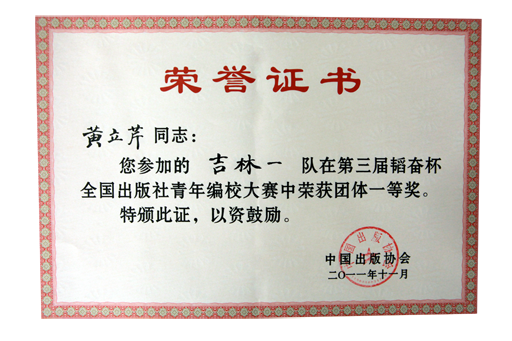 荣誉证书
黄立芹同志:
您参加的 吉林一 队在第三届韬奋杯
全国出版社青年编校大赛中荣获团体一等奖。
特颁此证，以资鼓励。
中国出版协会
二〇一一年十一月